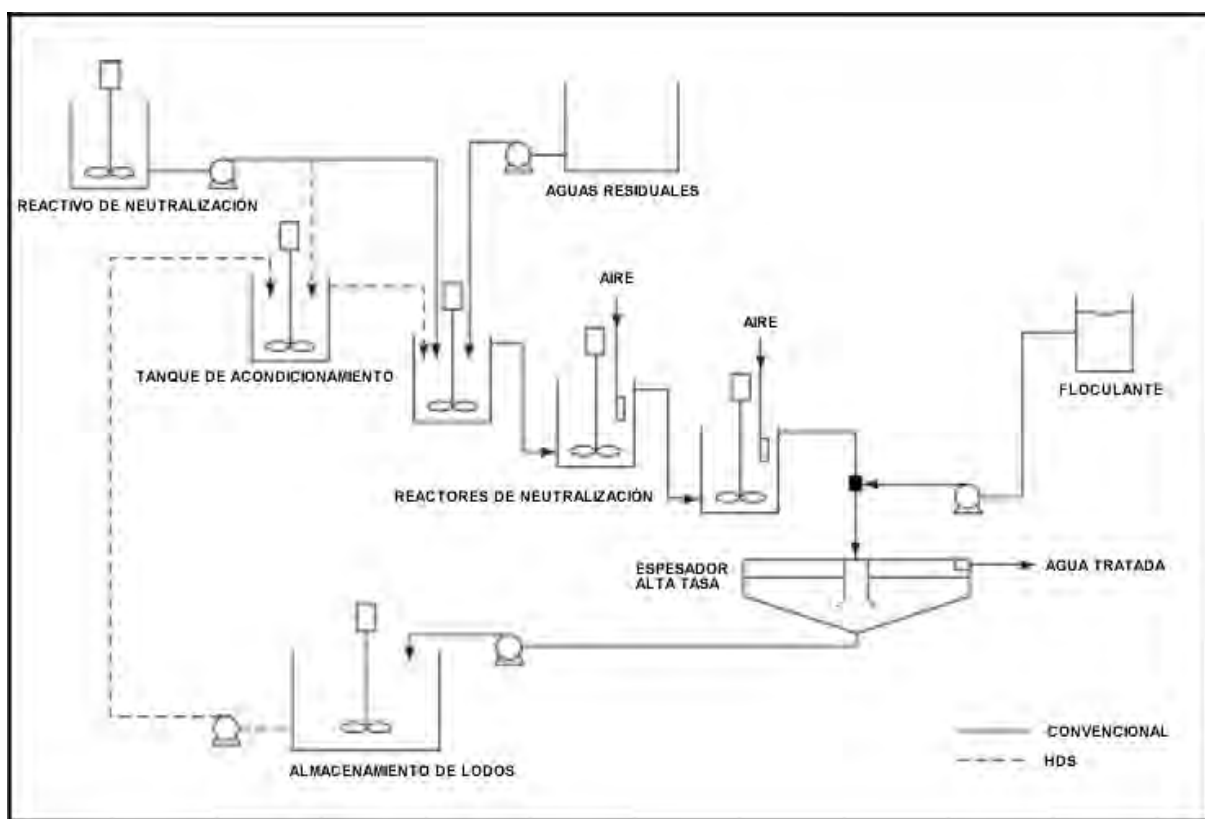 REACTIVO DE NEUTRALIZACIÓN
AGUAS RESIDUALES
TANQUE DE ACONDICIONAMIENTO
AIRE
AIRE
FLOCULANTE
REACTORES DE NEUTRALIZACIÓN
ESPESADOR
ALTA TASA
AGUA TRATADA
ALMACENAMIENTO DE LODOS
CONVENCIONAL
HDS